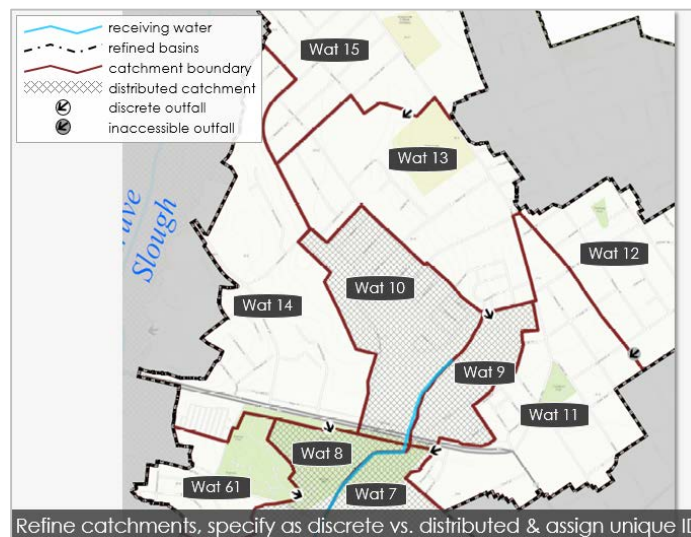 receiving water
refined basins
catchment boundary
distributed catchment
discrete outfall
inaccessible outfall
Wat 15
Wat 13
Wat 12
Wat 10
Wat 14
Wat 9
Wat 11
Wat 8
Wat 61
Wat 7
Slough
Refine catchments, specify as discrete vs. distributed & assign unique ID